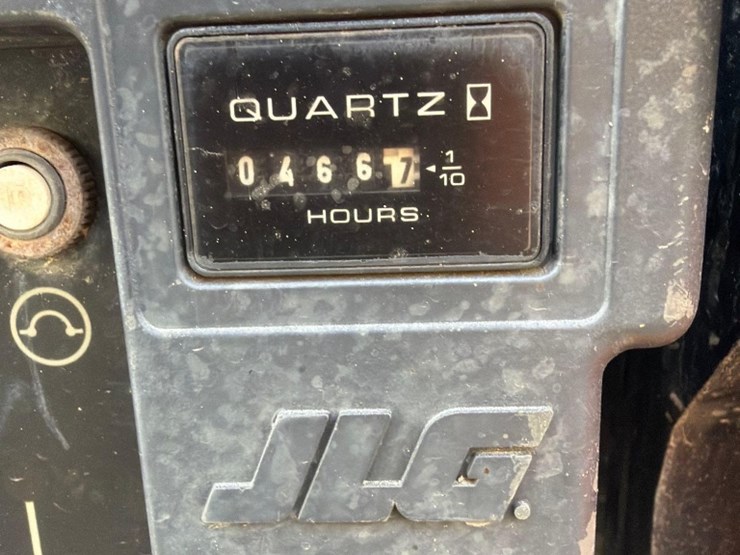 QUARTZ
04667 1/10
HOURS
JLG.